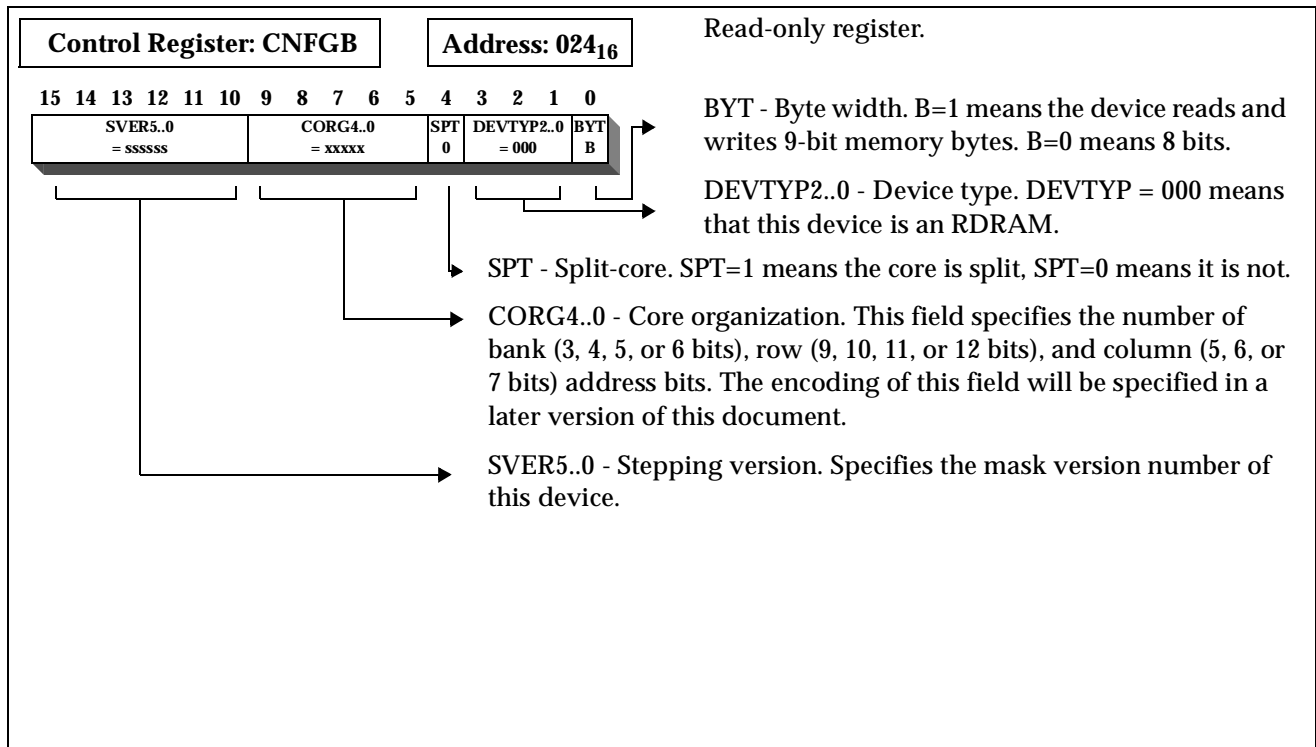 Control Register: CNFGB
Address: 024₁₆
Read-only register.
15 14 13 12 11 10 9 8 7 6 5 4 3 2 1 0
SVER5..0 CORG4..0 SPT DEVTYP2..0 BYT
= ssssss = xxxxx 0 = 000 B
BYT - Byte width. B=1 means the device reads and
writes 9-bit memory bytes. B=0 means 8 bits.
DEVTYP2..0 - Device type. DEVTYP = 000 means
that this device is an RDRAM.
SPT - Split-core. SPT=1 means the core is split, SPT=0 means it is not.
CORG4..0 - Core organization. This field specifies the number of
bank (3, 4, 5, or 6 bits), row (9, 10, 11, or 12 bits), and column (5, 6, or
7 bits) address bits. The encoding of this field will be specified in a
later version of this document.
SVER5..0 - Stepping version. Specifies the mask version number of
this device.